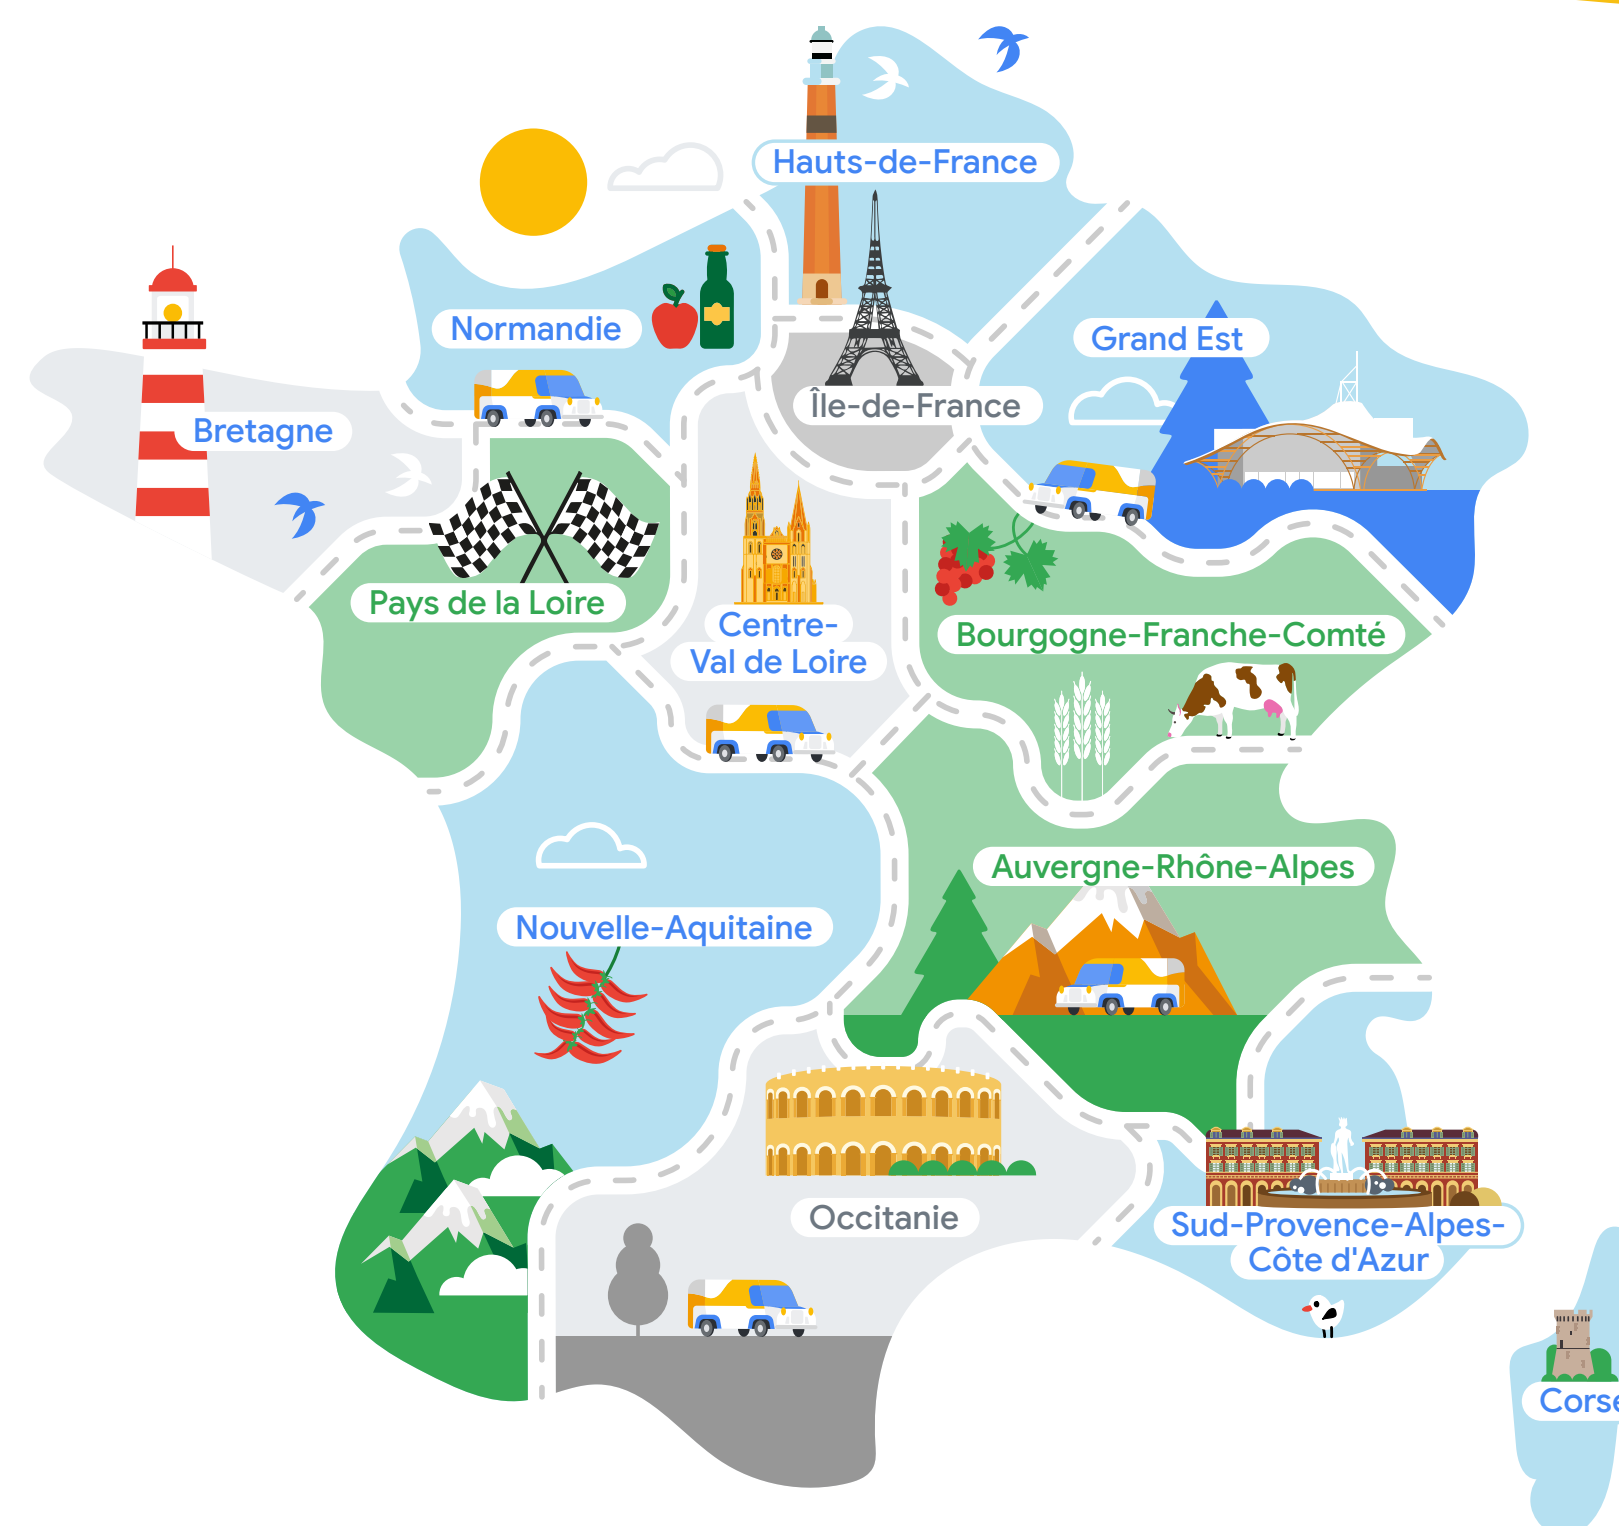 Hauts-de-France
Normandie
Grand Est
Île-de-France
Bretagne
Pays de la Loire
Centre-
Val de Loire
Bourgogne-Franche-Comté
Auvergne-Rhône-Alpes
Nouvelle-Aquitaine
Occitanie
Sud-Provence-Alpes-
Côte d'Azur
Corse